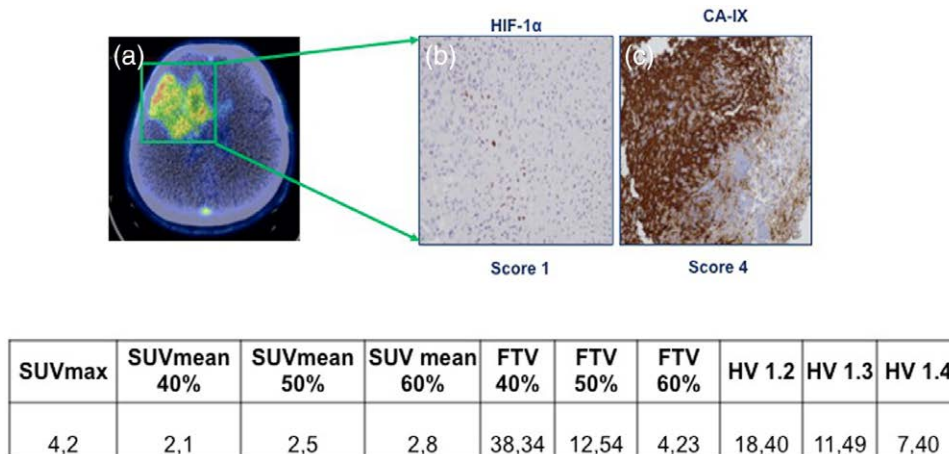 HIF-1α
CA-IX
(a)
(b)
(c)
Score 1
Score 4
SUVmax SUVmean 40% SUVmean 50% SUV mean 60% FTV 40% FTV 50% FTV 60% HV 1.2 HV 1.3 HV 1.4
4,2 2,1 2,5 2,8 38,34 12,54 4,23 18,40 11,49 7,40